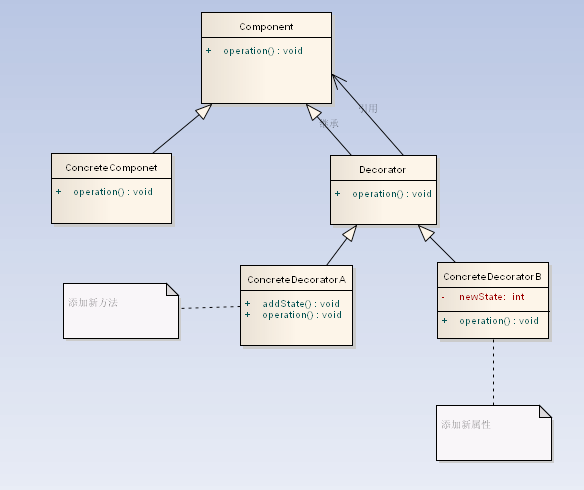 Component
+ operation() : void
引用
继承
ConcreteComponet
+ operation() : void
Decorator
+ operation() : void
ConcreteDecoratorA
+ addState() : void
+ operation() : void
ConcreteDecoratorB
- newState: int
+ operation() : void
添加新方法
添加新属性